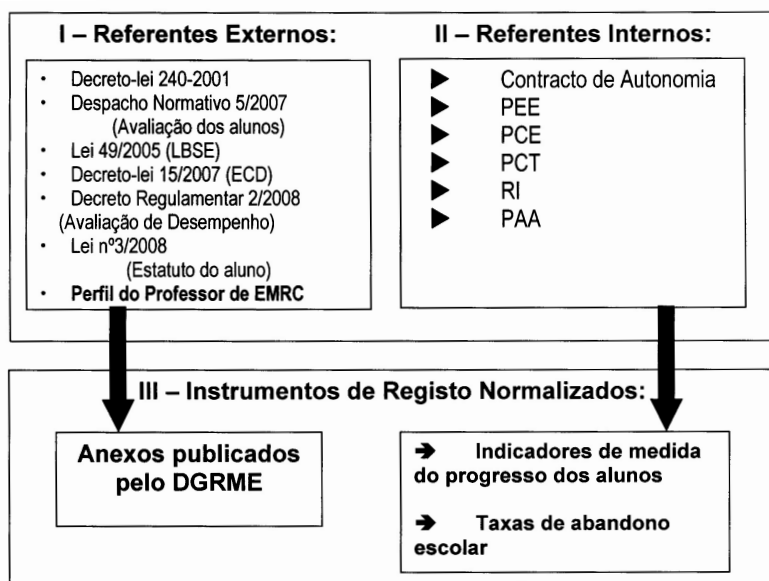 I – Referentes Externos:
· Decreto-lei 240-2001
· Despacho Normativo 5/2007
(Avaliação dos alunos)
· Lei 49/2005 (LBSE)
· Decreto-lei 15/2007 (ECD)
· Decreto Regulamentar 2/2008
(Avaliação de Desempenho)
· Lei nº3/2008
(Estatuto do aluno)
· Perfil do Professor de EMRC
II – Referentes Internos:
► Contracto de Autonomia
► PEE
► PCE
► PCT
► RI
► PAA
III – Instrumentos de Registo Normalizados:
Anexos publicados
pelo DGRME
➔ Indicadores de medida
do progresso dos alunos
➔ Taxas de abandono
escolar